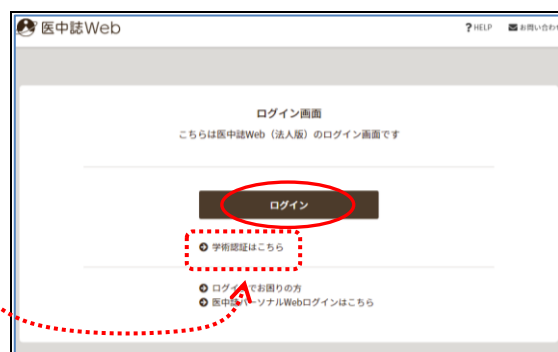 医中誌Web
?HELP お問い合わせ
ログイン画面
こちらは医中誌Web（法人版）のログイン画面です
ログイン
学術認証はこちら
ログインでお困りの方
医中誌パーソナルWebログインはこちら